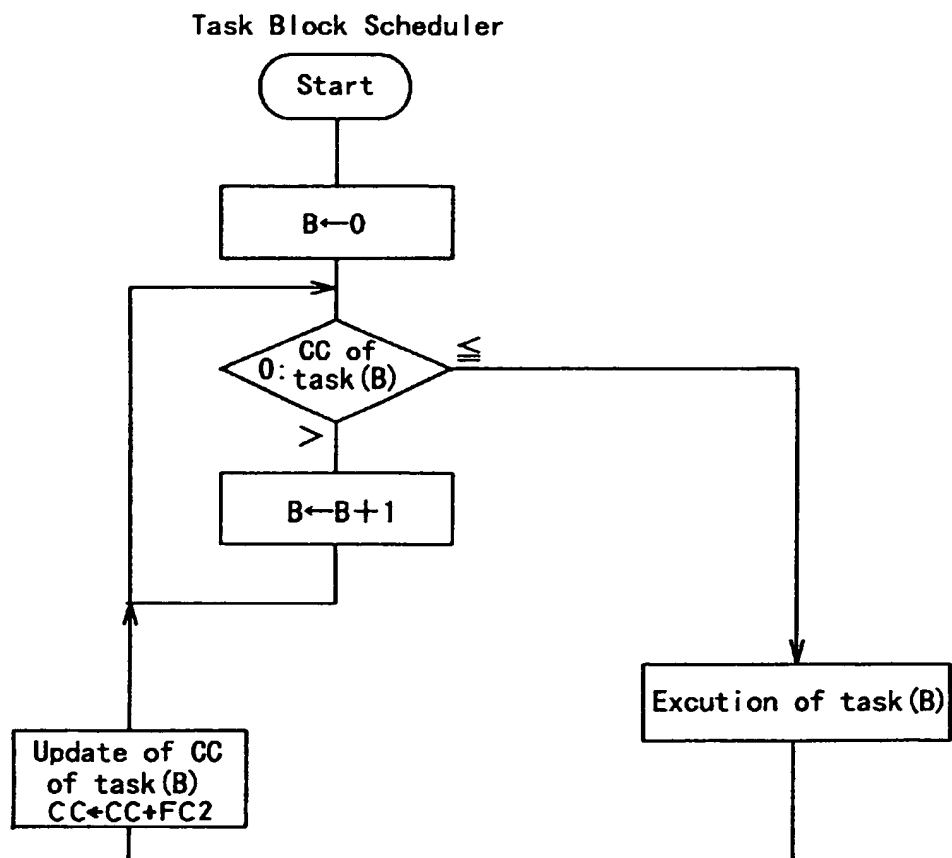 Task Block Scheduler
Start
B←0
0: CC of
task(B)
≦
>
B←B+1
Excution of task(B)
Update of CC
of task(B)
CC←CC+FC2